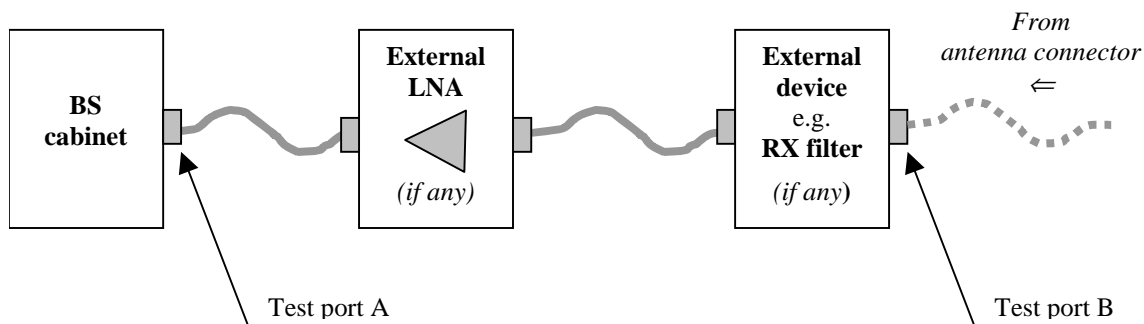 BS
cabinet
External
LNA
(if any)
External
device
e.g.
RX filter
(if any)
From
antenna connector
⇐
Test port A
Test port B